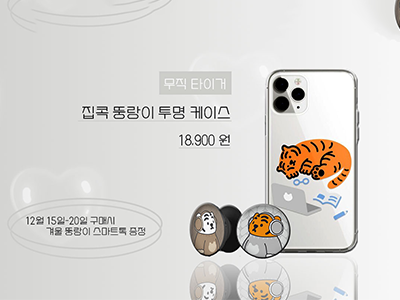 무직 타이거
집콕 뚱랑이 투명 케이스
18.900 원
12월 15일-20일 구매시
겨울 뚱랑이 스마트톡 증정